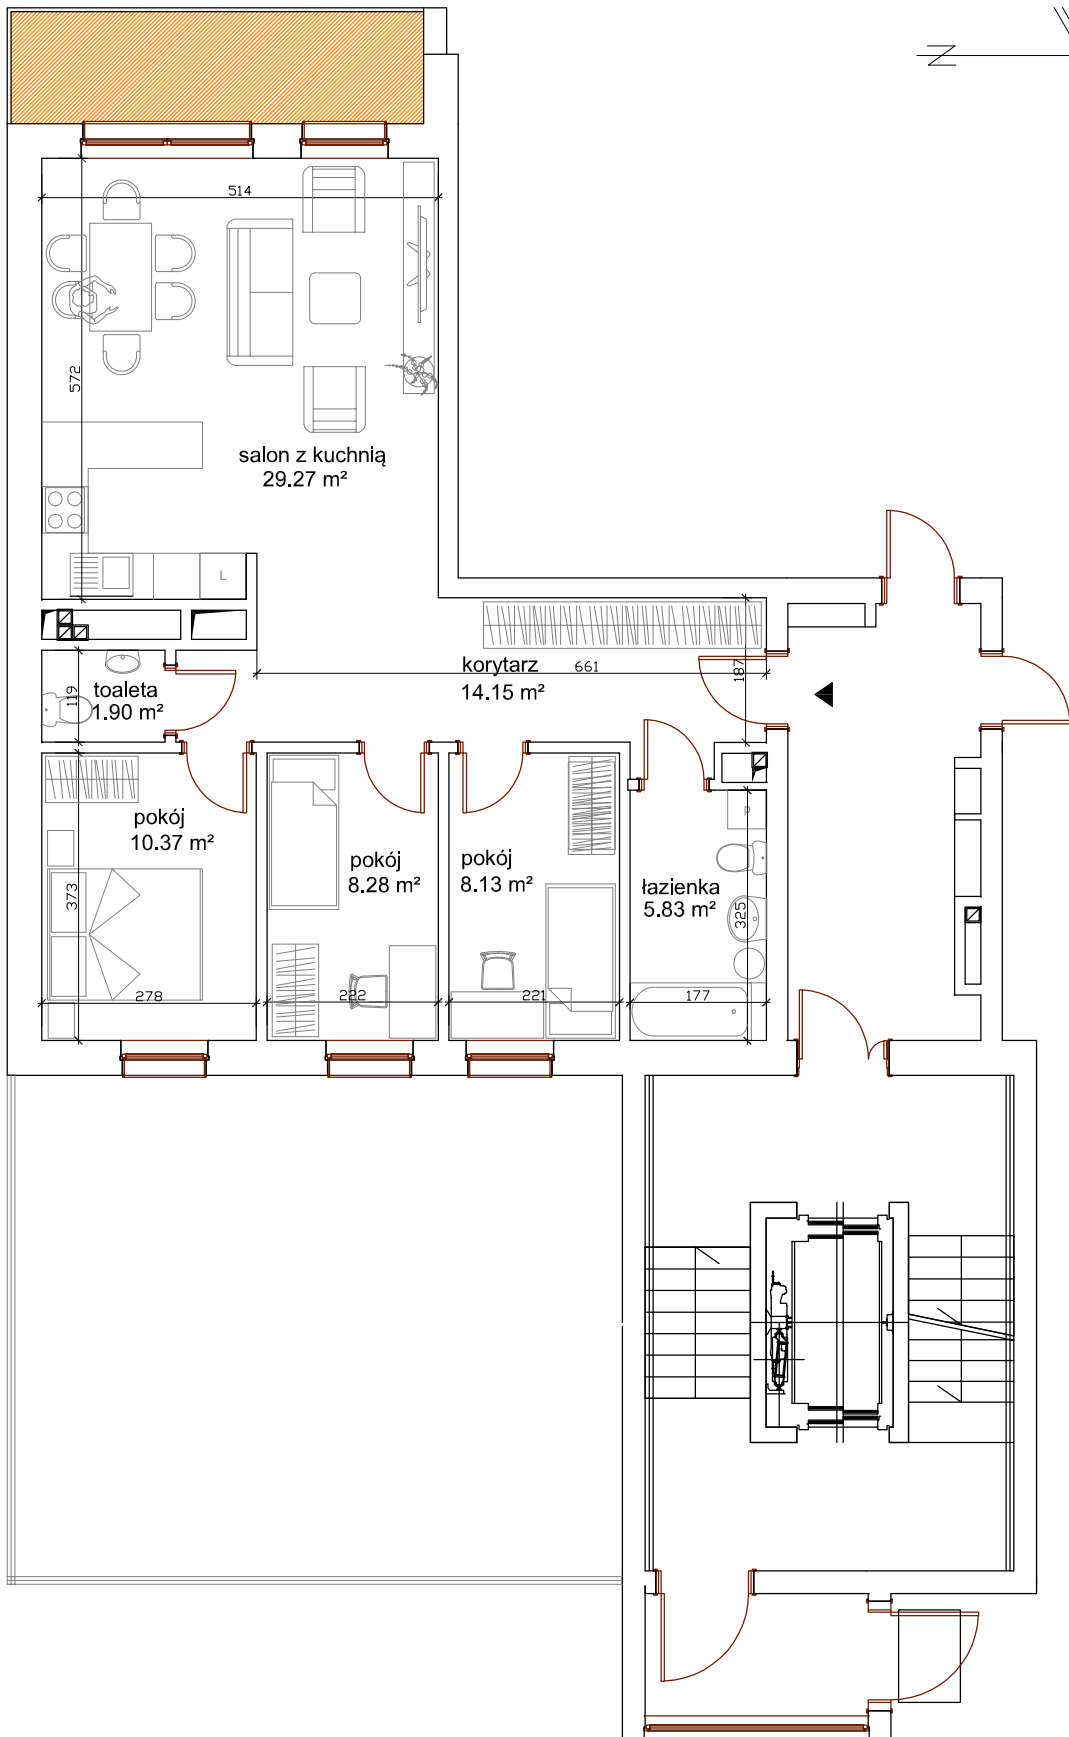 N
514
572
salon z kuchnią
29.27 m²
L
korytarz
661
14.15 m²
187
119
toaleta
1.90 m²
pokój
10.37 m²
373
278
pokój
8.28 m²
222
pokój
8.13 m²
221
P
łazienka
5.83 m²
325
177